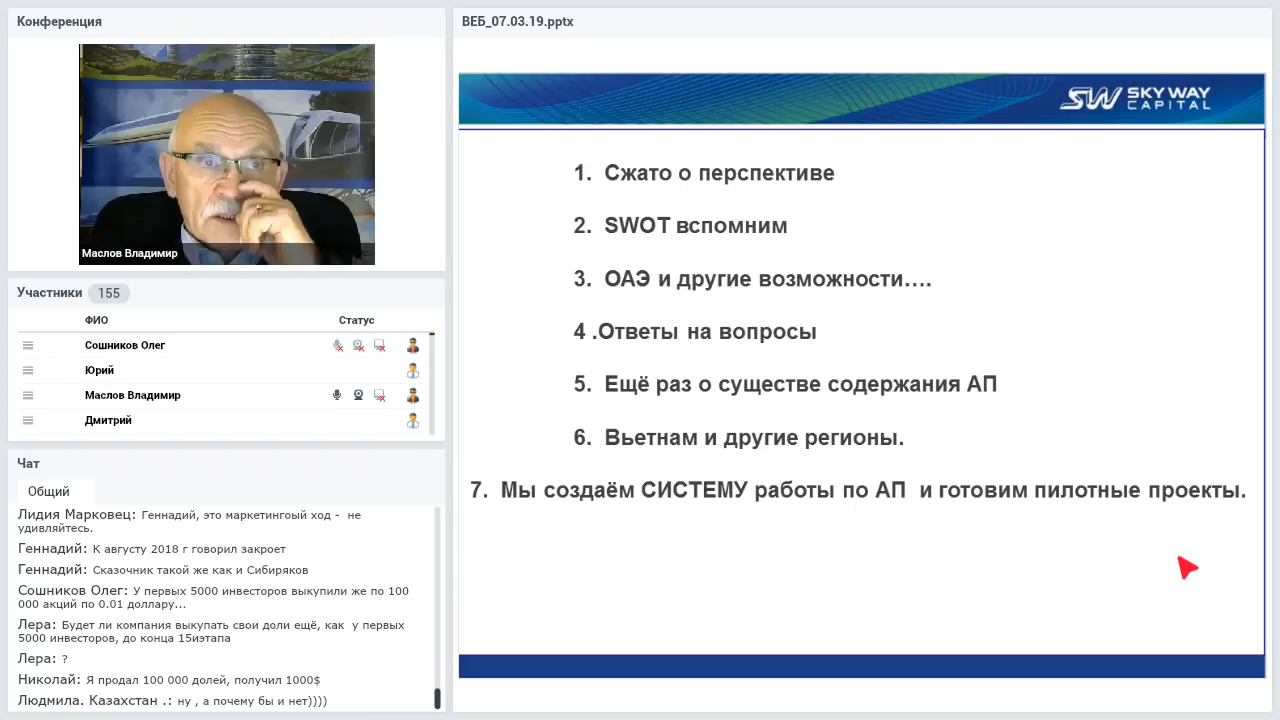 Конференция
Маслов Владимир
Участники 155
ФИО Статус
Сошников Олег
Юрий
Маслов Владимир
Дмитрий
Чат
Общий
Лидия Марковец: Геннадий, это маркетингоый ход - не
удивляйтесь.
Геннадий: К августу 2018 г говорил закроет
Геннадий: Сказочник такой же как и Сибиряков
Сошников Олег: У первых 5000 инвесторов выкупили же по 100
000 акций по 0.01 доллару...
Лера: Будет ли компания выкупать свои доли ещё, как у первых
5000 инвесторов, до конца 15иэтапа
Лера: ?
Николай: Я продал 100 000 долей, получил 1000$
Людмила. Казахстан .: ну , а почему бы и нет))))
ВЕБ_07.03.19.pptx
SW SKY WAY
CAPITAL
1. Сжато о перспективе
2. SWOT вспомним
3. ОАЭ и другие возможности....
4 .Ответы на вопросы
5. Ещё раз о существе содержания АП
6. Вьетнам и другие регионы.
7. Мы создаём СИСТЕМУ работы по АП и готовим пилотные проекты.